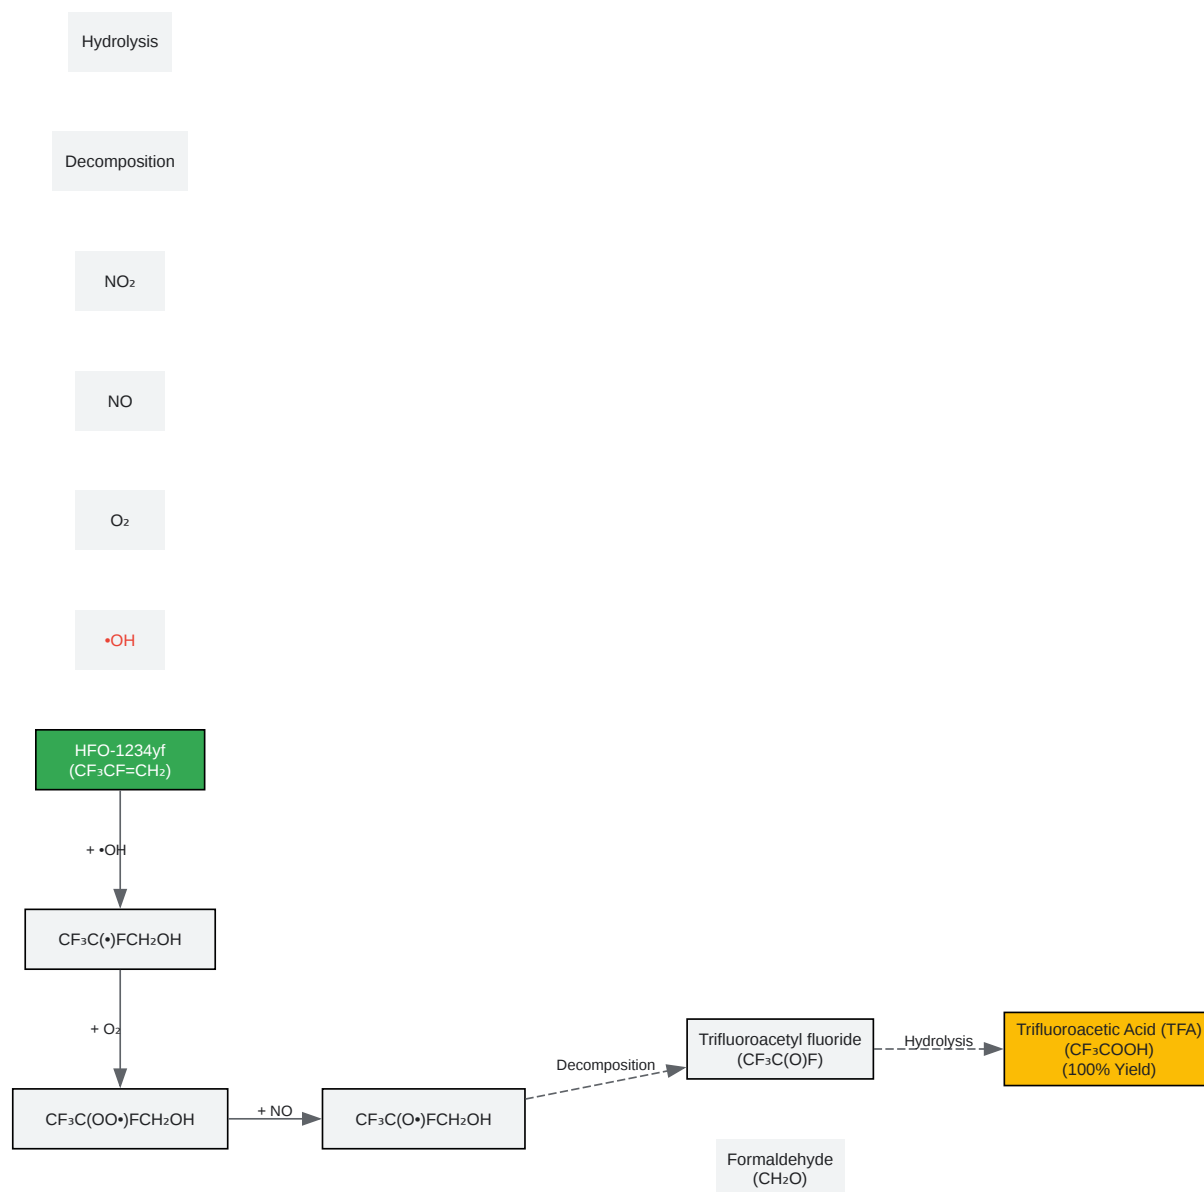 Hydrolysis
Decomposition
NO₂
NO
O₂
•OH
HFO-1234yf
(CF₃CF=CH₂)
+ •OH
CF₃C(•)FCH₂OH
+ O₂
CF₃C(OO•)FCH₂OH
+ NO
CF₃C(O•)FCH₂OH
Decomposition
Trifluoroacetyl fluoride
(CF₃C(O)F)
Hydrolysis
Trifluoroacetic Acid (TFA)
(CF₃COOH)
(100% Yield)
Formaldehyde
(CH₂O)